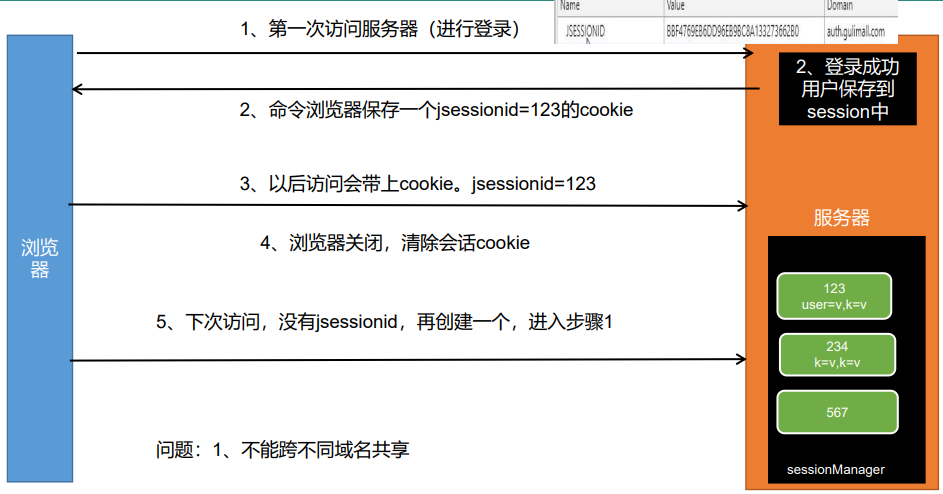 Name Value Domain
JSESSIONID BBF4769EB6DD96EB9BC8A133273662B0 auth.gulimall.com
1、第一次访问服务器（进行登录）
2、登录成功
用户保存到
session中
2、命令浏览器保存一个jsessionid=123的cookie
3、以后访问会带上cookie。jsessionid=123
服务器
浏览
器
4、浏览器关闭，清除会话cookie
123
user=v,k=v
5、下次访问，没有jsessionid，再创建一个，进入步骤1
234
k=v,k=v
567
问题：1、不能跨不同域名共享
sessionManager